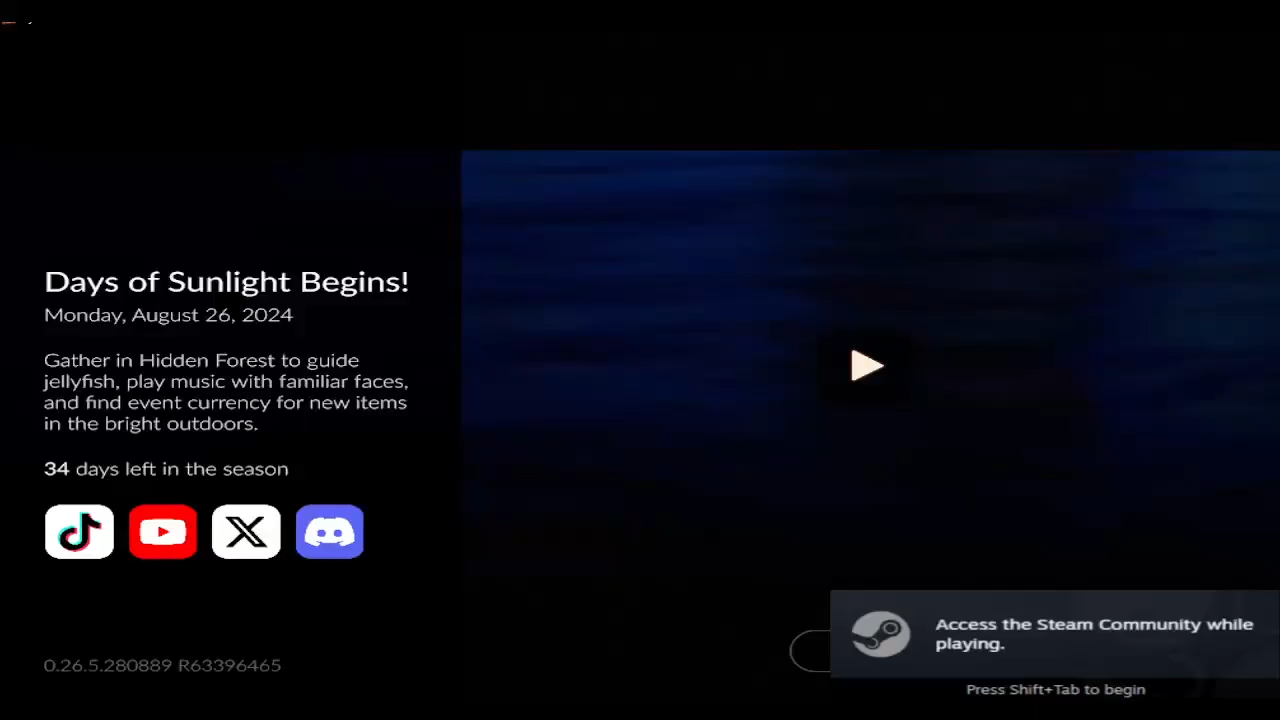 Days of Sunlight Begins!
Monday, August 26, 2024
Gather in Hidden Forest to guide
jellyfish, play music with familiar faces,
and find event currency for new items
in the bright outdoors.
34 days left in the season
0.26.5.280889 R63396465
Access the Steam Community while
playing.
Press Shift+Tab to begin